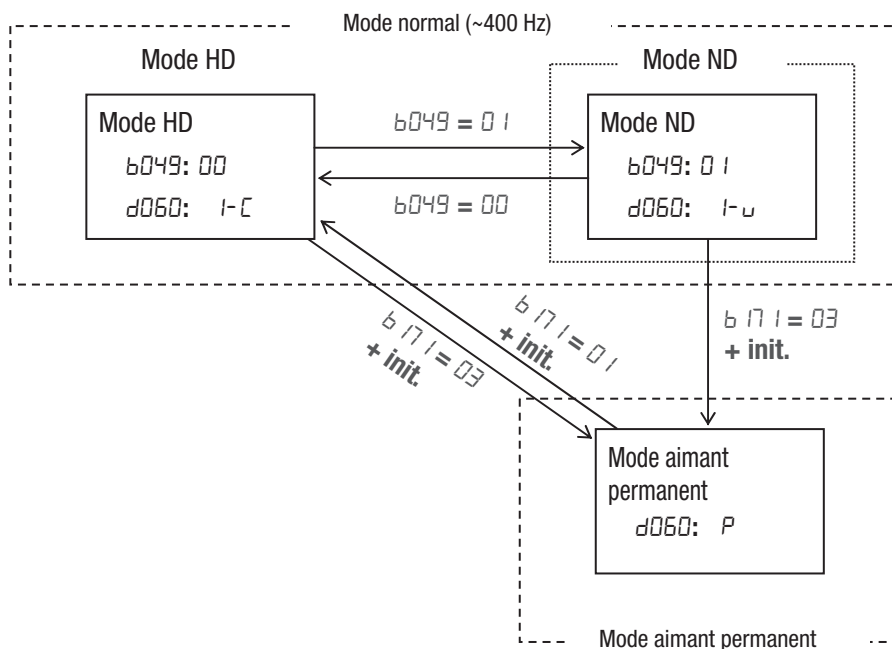 Mode normal (~400 Hz)
Mode HD
Mode ND
Mode HD
b049: 00
d060: I-C
b049 = 01
b049 = 00
Mode ND
b049: 01
d060: I-u
b171 = 03
+ init.
b171 = 01
+ init.
b171 = 03
+ init.
Mode aimant
permanent
d060: P
Mode aimant permanent